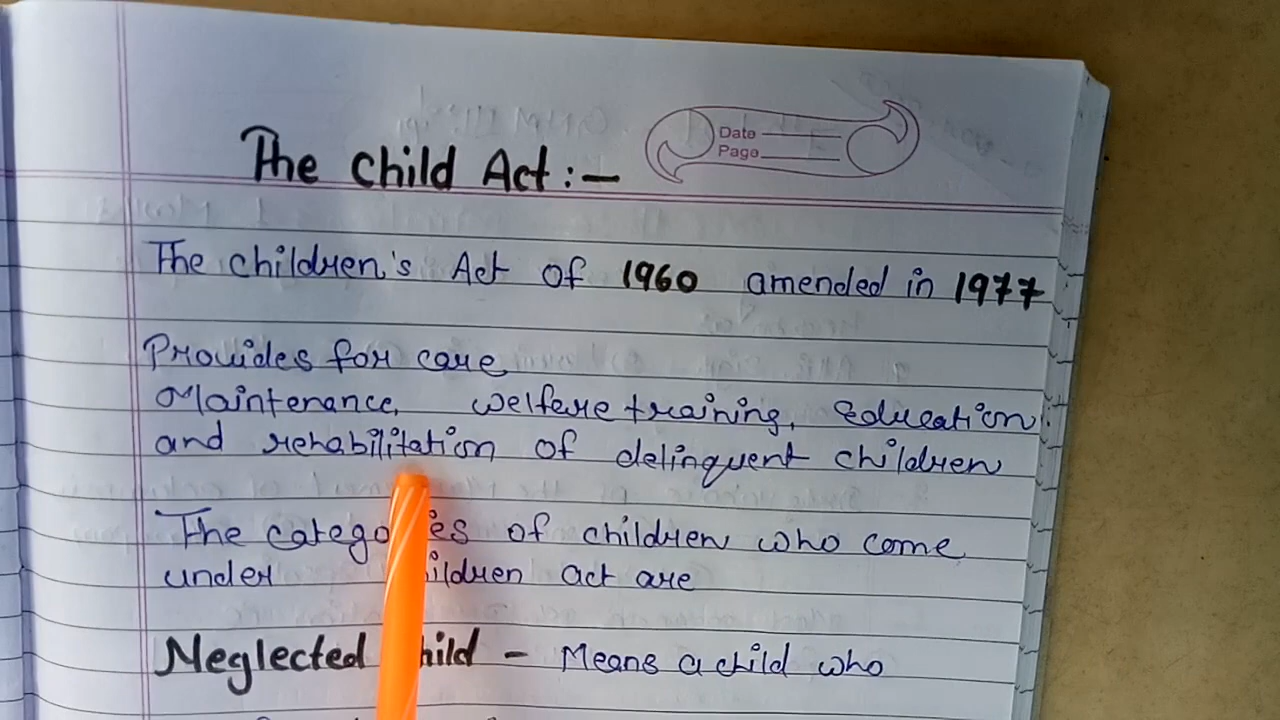 The Child Act :-
Date
Page
The children's Act of 1960 amended in 1977
Provides for care
Maintenance, welfere training, Education
and rehabilitation of delinquent children
The catego es of children who come
under ildren act are
Neglected hild - Means a child who